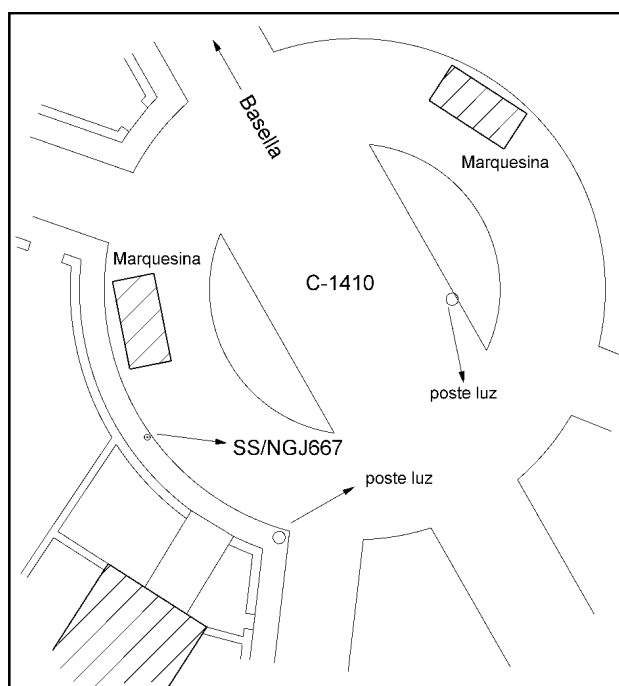 Basella
Marquesina
Marquesina
C-1410
poste luz
SS/NGJ667
poste luz